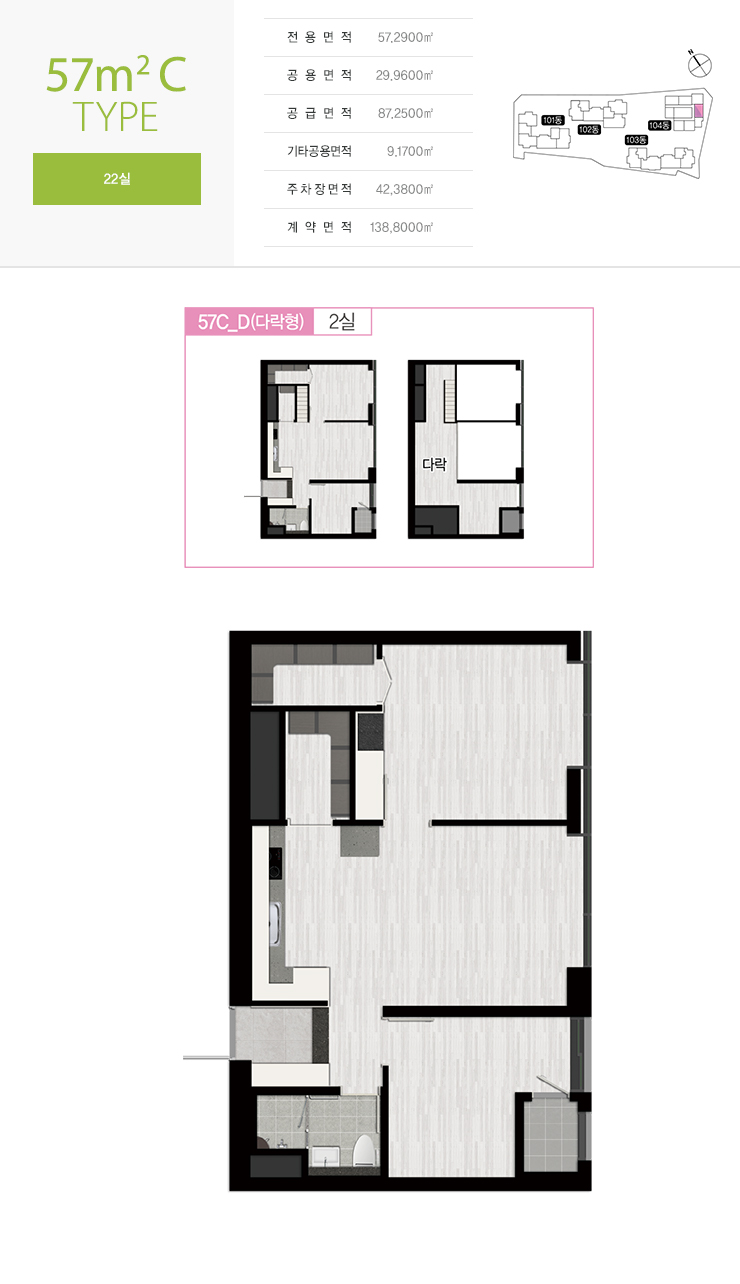 57m² C
TYPE
22실
전용면적 57.2900㎡
공용면적 29.9600㎡
공급면적 87.2500㎡
기타공용면적 9.1700㎡
주차장면적 42.3800㎡
계약면적 138.8000㎡
N
101동
102동
103동
104동
57C_D(다락형) 2실
다락